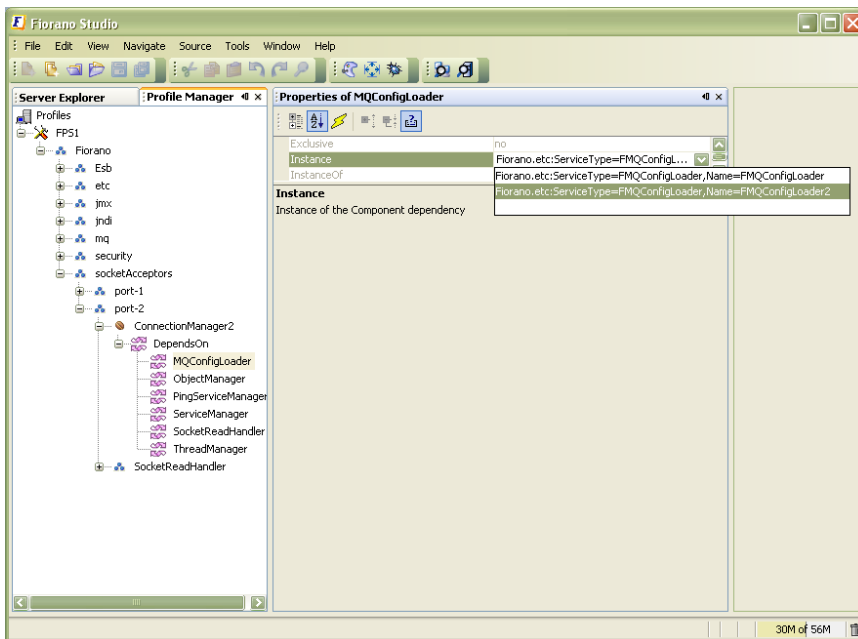 Fiorano Studio
File Edit View Navigate Source Tools Window Help
Server Explorer
Profile Manager
Properties of MQConfigLoader
Profiles
FPS1
Fiorano
Esb
etc
jmx
jndi
mq
security
socketAcceptors
port-1
port-2
ConnectionManager2
DependsOn
MQConfigLoader
ObjectManager
PingServiceManager
ServiceManager
SocketReadHandler
ThreadManager
SocketReadHandler
Exclusive no
Instance Fiorano.etc:ServiceType=FMQConfigL...
InstanceOf
Fiorano.etc:ServiceType=FMQConfigLoader,Name=FMQConfigLoader
Fiorano.etc:ServiceType=FMQConfigLoader,Name=FMQConfigLoader2
Instance
Instance of the Component dependency
30M of 56M